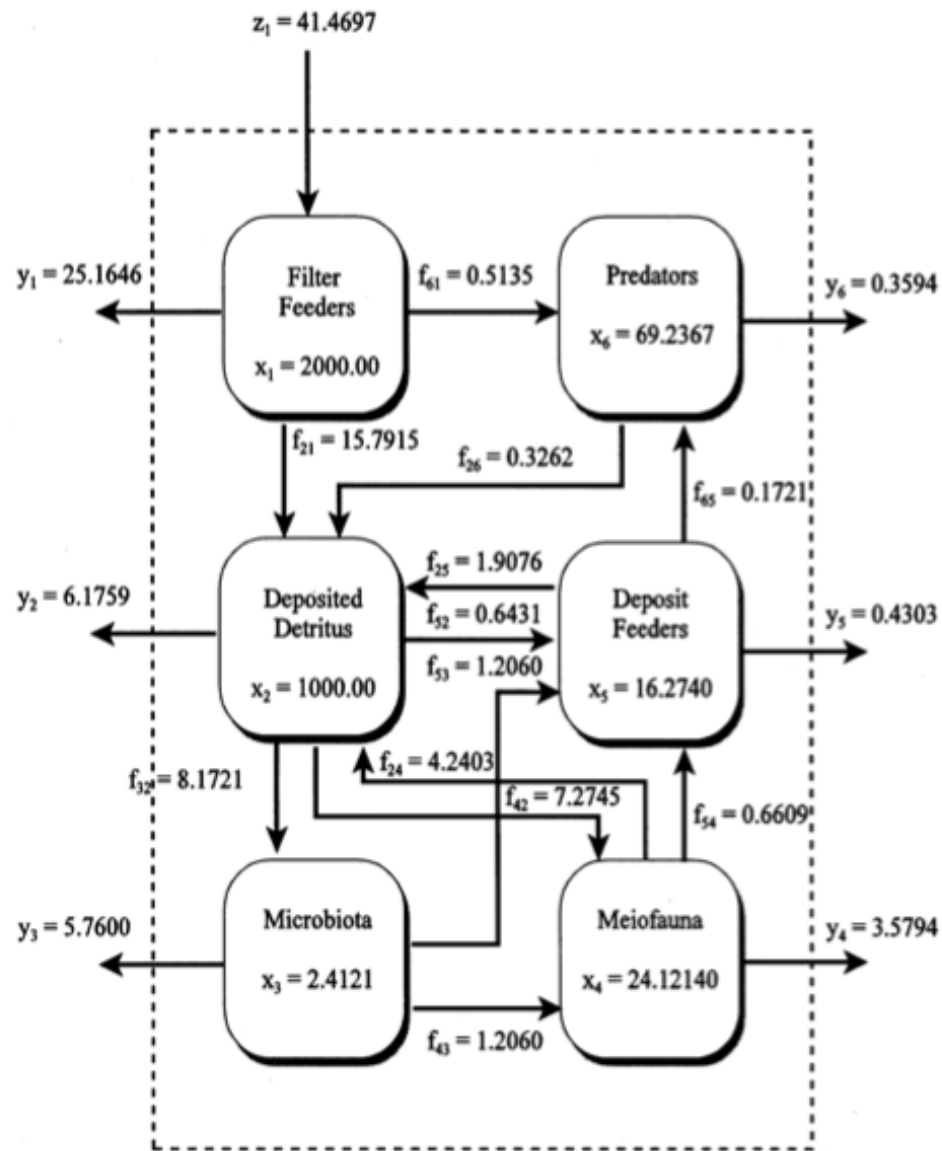 z₁ = 41.4697
y₁ = 25.1646
Filter
Feeders
x₁ = 2000.00
f₆₁ = 0.5135
Predators
x₆ = 69.2367
y₆ = 0.3594
f₂₁ = 15.7915
f₂₆ = 0.3262
f₆₅ = 0.1721
y₂ = 6.1759
Deposited
Detritus
x₂ = 1000.00
f₂₅ = 1.9076
f₅₂ = 0.6431
f₅₃ = 1.2060
Deposit
Feeders
x₅ = 16.2740
y₅ = 0.4303
f₃₂ = 8.1721
f₂₄ = 4.2403
f₄₂ = 7.2745
f₅₄ = 0.6609
y₃ = 5.7600
Microbiota
x₃ = 2.4121
f₄₃ = 1.2060
Meiofauna
x₄ = 24.12140
y₄ = 3.5794